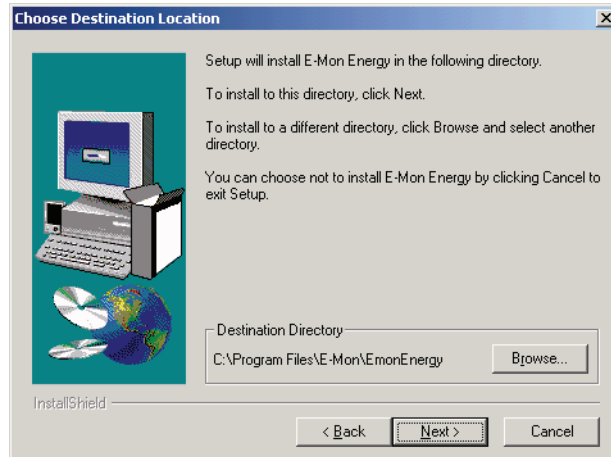 Choose Destination Location
Setup will install E-Mon Energy in the following directory.
To install to this directory, click Next.
To install to a different directory, click Browse and select another
directory.
You can choose not to install E-Mon Energy by clicking Cancel to
exit Setup.
Destination Directory
C:\Program Files\E-Mon\EmonEnergy
Browse...
InstallShield
< Back
Next >
Cancel